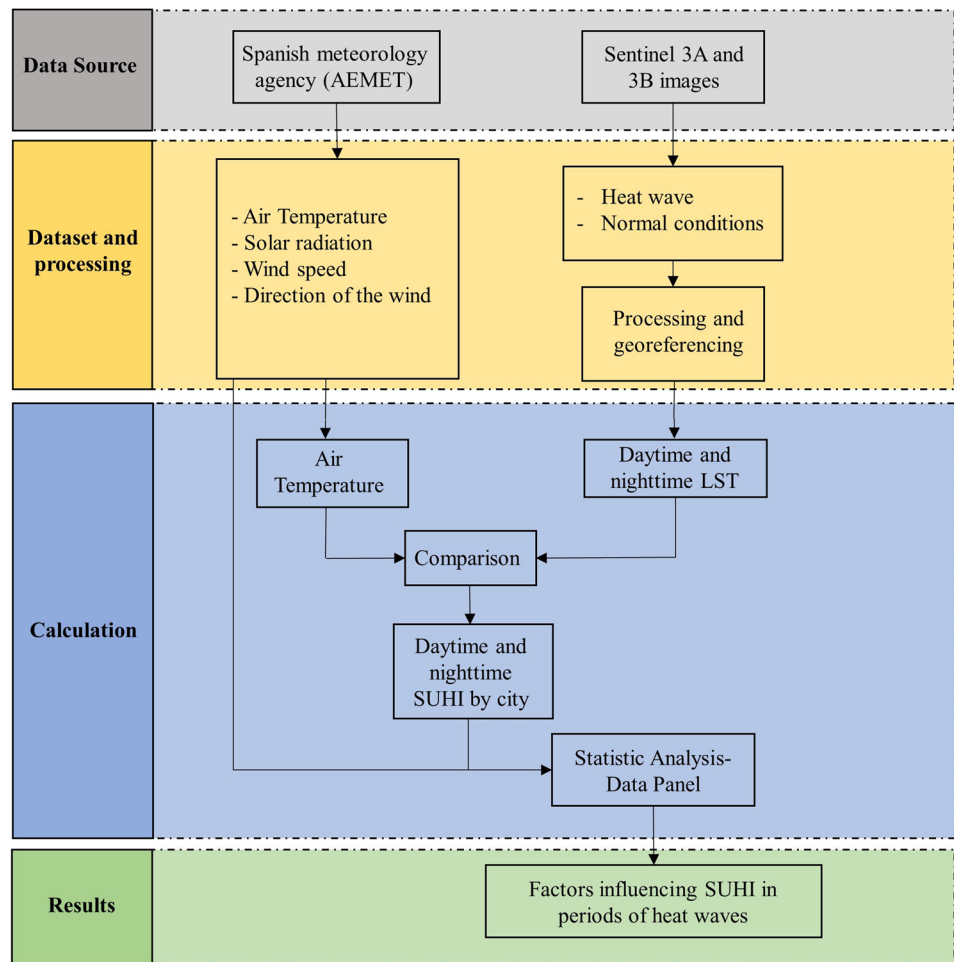 Data Source
Spanish meteorology
agency (AEMET)
Sentinel 3A and
3B images
Dataset and
processing
- Air Temperature
- Solar radiation
- Wind speed
- Direction of the wind
- Heat wave
- Normal conditions
Processing and
georeferencing
Calculation
Air
Temperature
Daytime and
nighttime LST
Comparison
Daytime and
nighttime
SUHI by city
Statistic Analysis-
Data Panel
Results
Factors influencing SUHI in
periods of heat waves